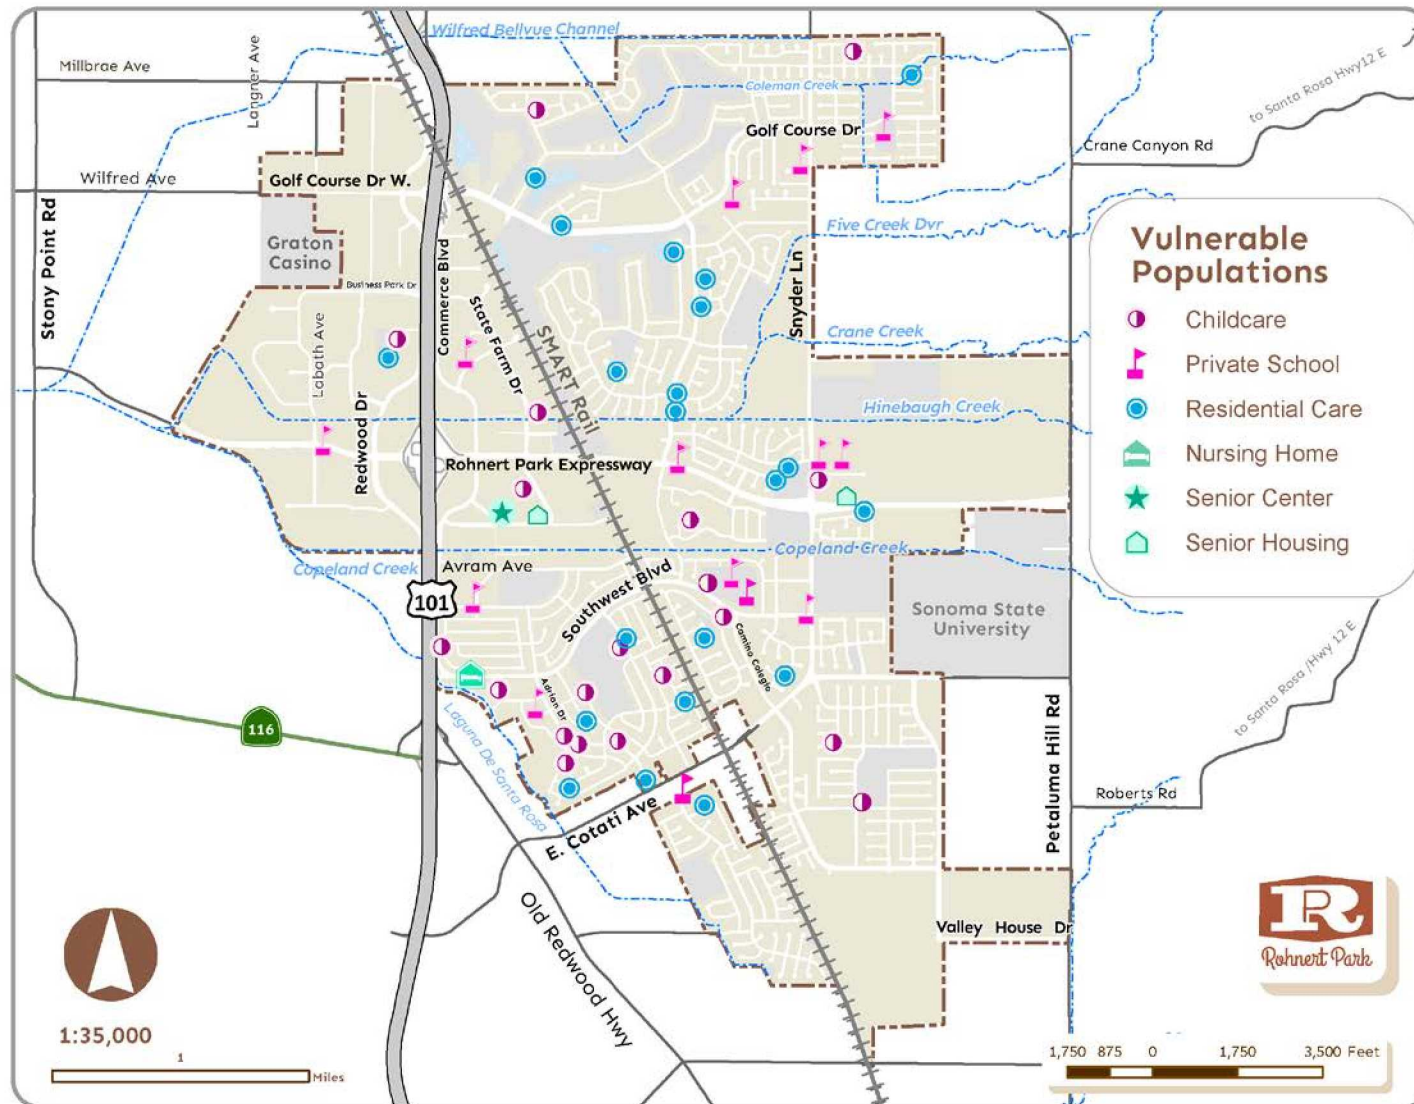 Wilfred Bellvue Channel
Millbrae Ave
Langner Ave
Coleman Creek
to Santa Rosa Hwy12 E
Golf Course Dr
Crane Canyon Rd
Wilfred Ave
Golf Course Dr W.
Stony Point Rd
Five Creek Dvr
Graton
Casino
Commerce Blvd
Snyder Ln
Business Park Dr
State Farm Dr
SMART Rail
Crane Creek
Labath Ave
Redwood Dr
Hinebaugh Creek
Rohnert Park Expressway
Copeland Creek
Copeland Creek
Avram Ave
101
Southwest Blvd
Sonoma State
University
Camino Colegio
Adrian Dr
116
Laguna De Santa Rosa
Petaluma Hill Rd
to Santa Rosa /Hwy 12 E
Roberts Rd
E. Cotati Ave
Old Redwood Hwy
Valley House Dr
Vulnerable
Populations
Childcare
Private School
Residential Care
Nursing Home
Senior Center
Senior Housing
R
Rohnert Park
1:35,000
1
Miles
1,750 875 0 1,750 3,500 Feet